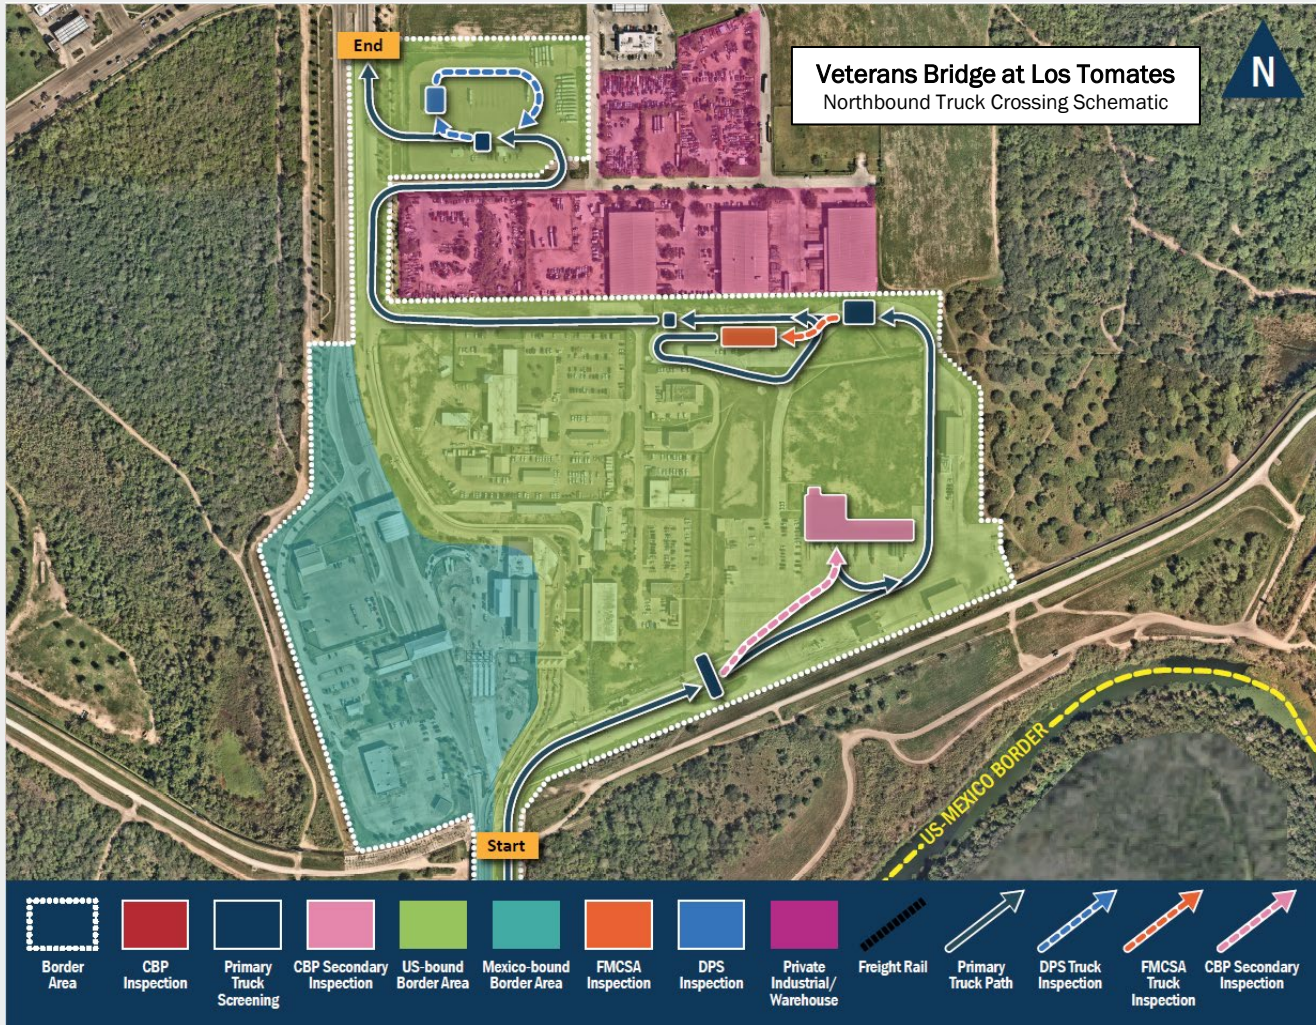 End
Veterans Bridge at Los Tomates
Northbound Truck Crossing Schematic
N
US-MEXICO BORDER
Start
Border
Area
CBP
Inspection
Primary
Truck
Screening
CBP Secondary
Inspection
US-bound
Border Area
Mexico-bound
Border Area
FMCSA
Inspection
DPS
Inspection
Private
Industrial/
Warehouse
Freight Rail
Primary
Truck Path
DPS Truck
Inspection
FMCSA
Truck
Inspection
CBP Secondary
Inspection